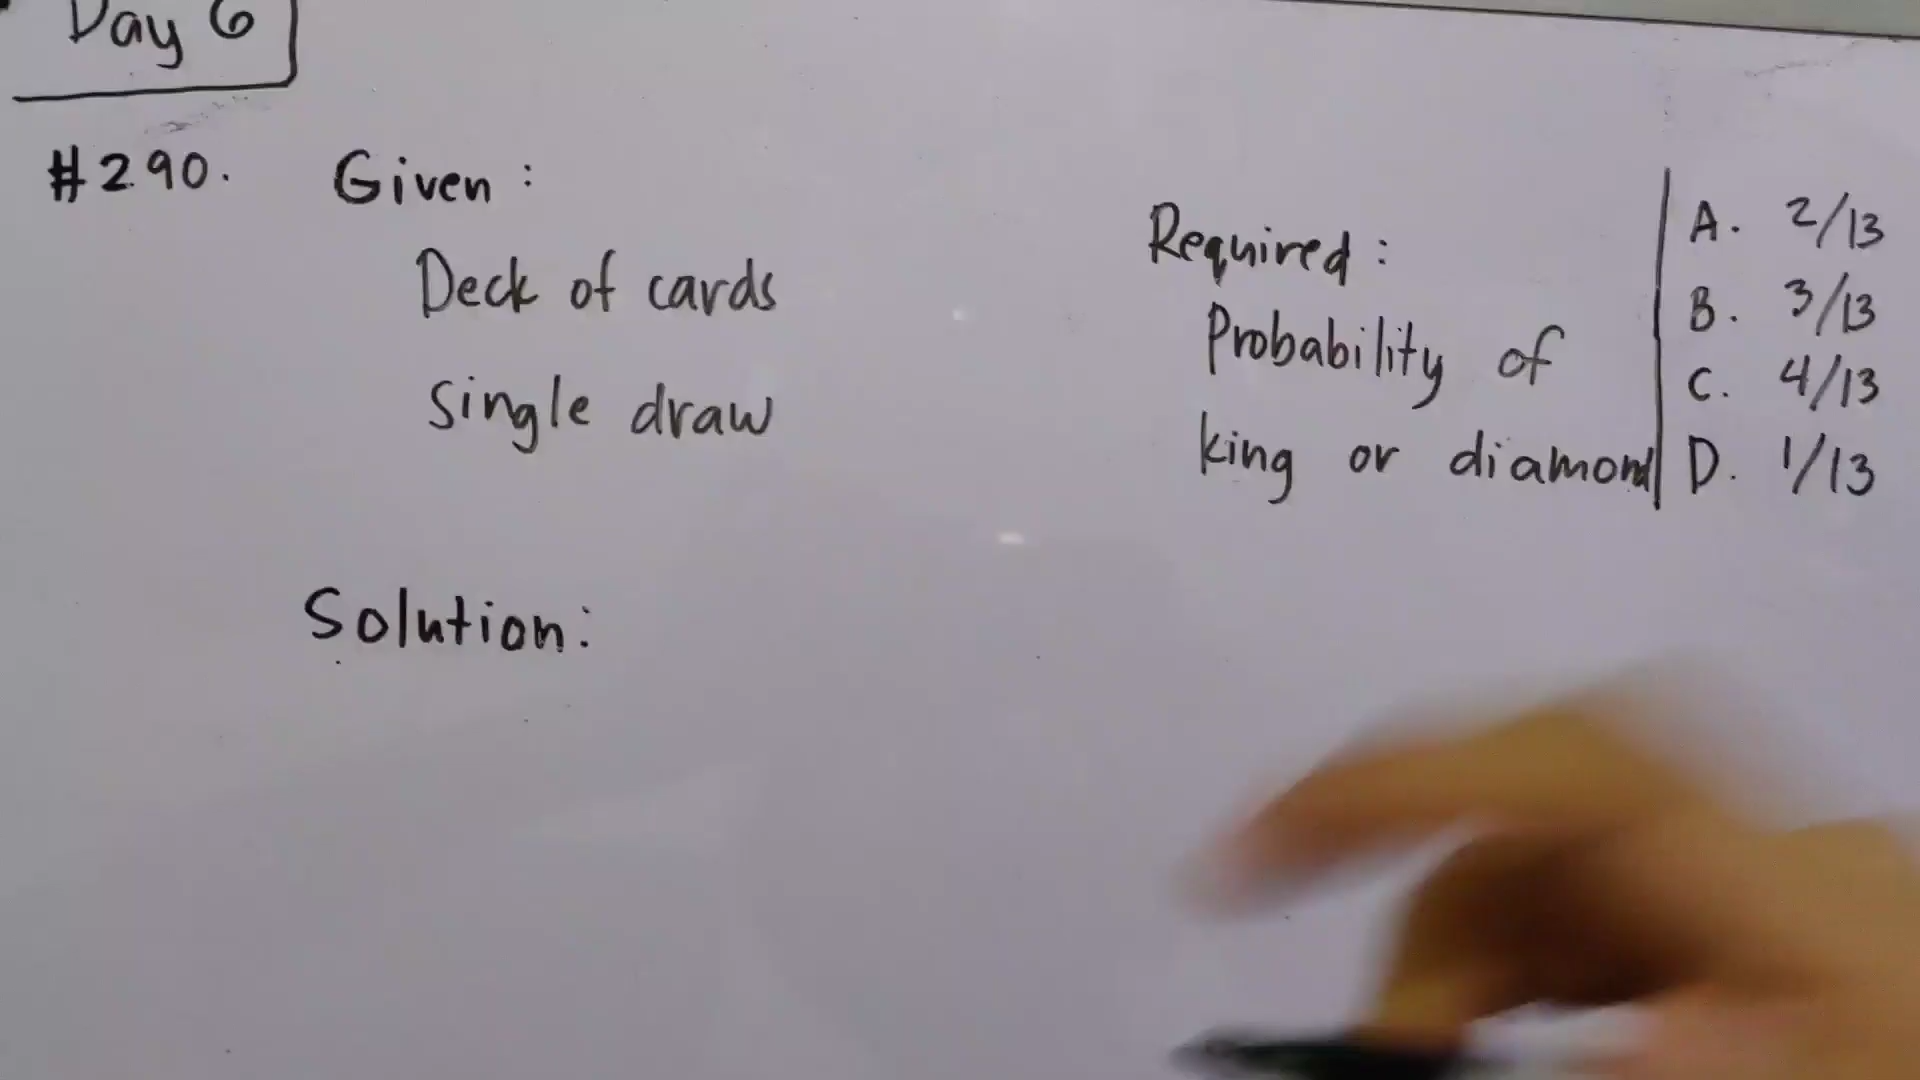 Day 6
#290. Given:
Deck of cards
single draw
Required:
Probability of
king or diamond
A. 2/13
B. 3/13
C. 4/13
D. 1/13
Solution: